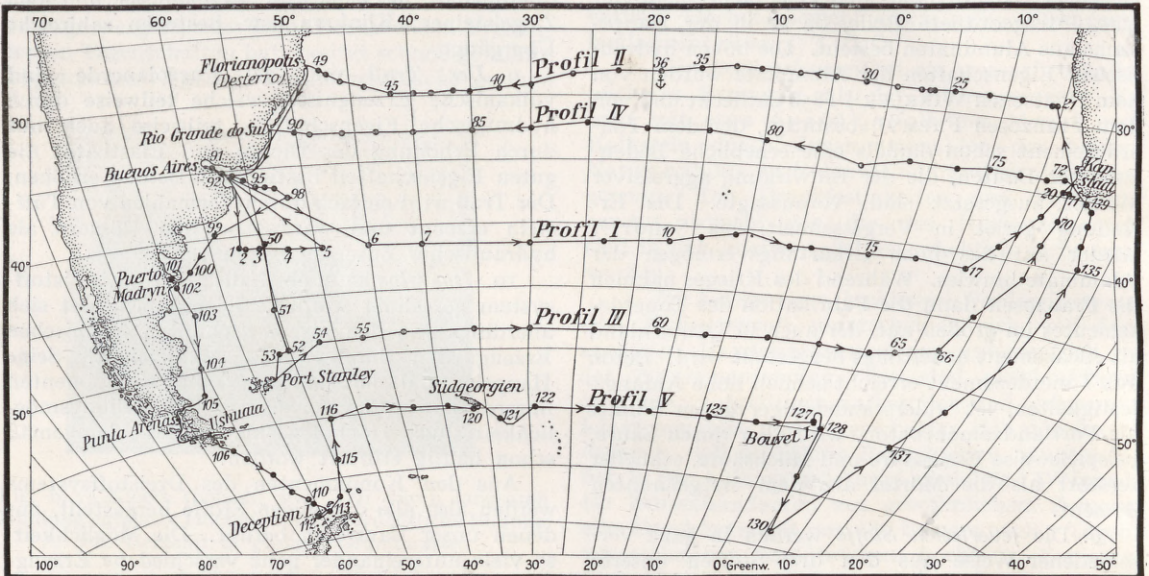 70° 60° 50° 40° 30° 20° 10° 0° 10°
Florianopolis 49
(Desterro)
45 40 Profil II 36 35 30 25 21
Rio Grande do Sul 90 85 Profil IV 80 75 72 30°
Kap-
stadt
20 71 139
70
Buenos Aires 91
92 95 98
99 1 2 3 50 4 5 6 7 Profil I 10 15 17 135
40° 40°
Puerto
Madryn
101 100
102
103 51
104 53 52 54 55 Profil III 60 65 66
Port Stanley
105
Südgeorgien
50° 116 120 121 122 Profil V 125 127 128
Punta Arenas
Ushuaia
Bouvet I. 131 50°
106 115
110
Deception I. 113
112
130
100° 90° 80° 70° 60° 50° 40° 30° 20° 10° 0° Greenw. 10° 20° 30° 40° 50°